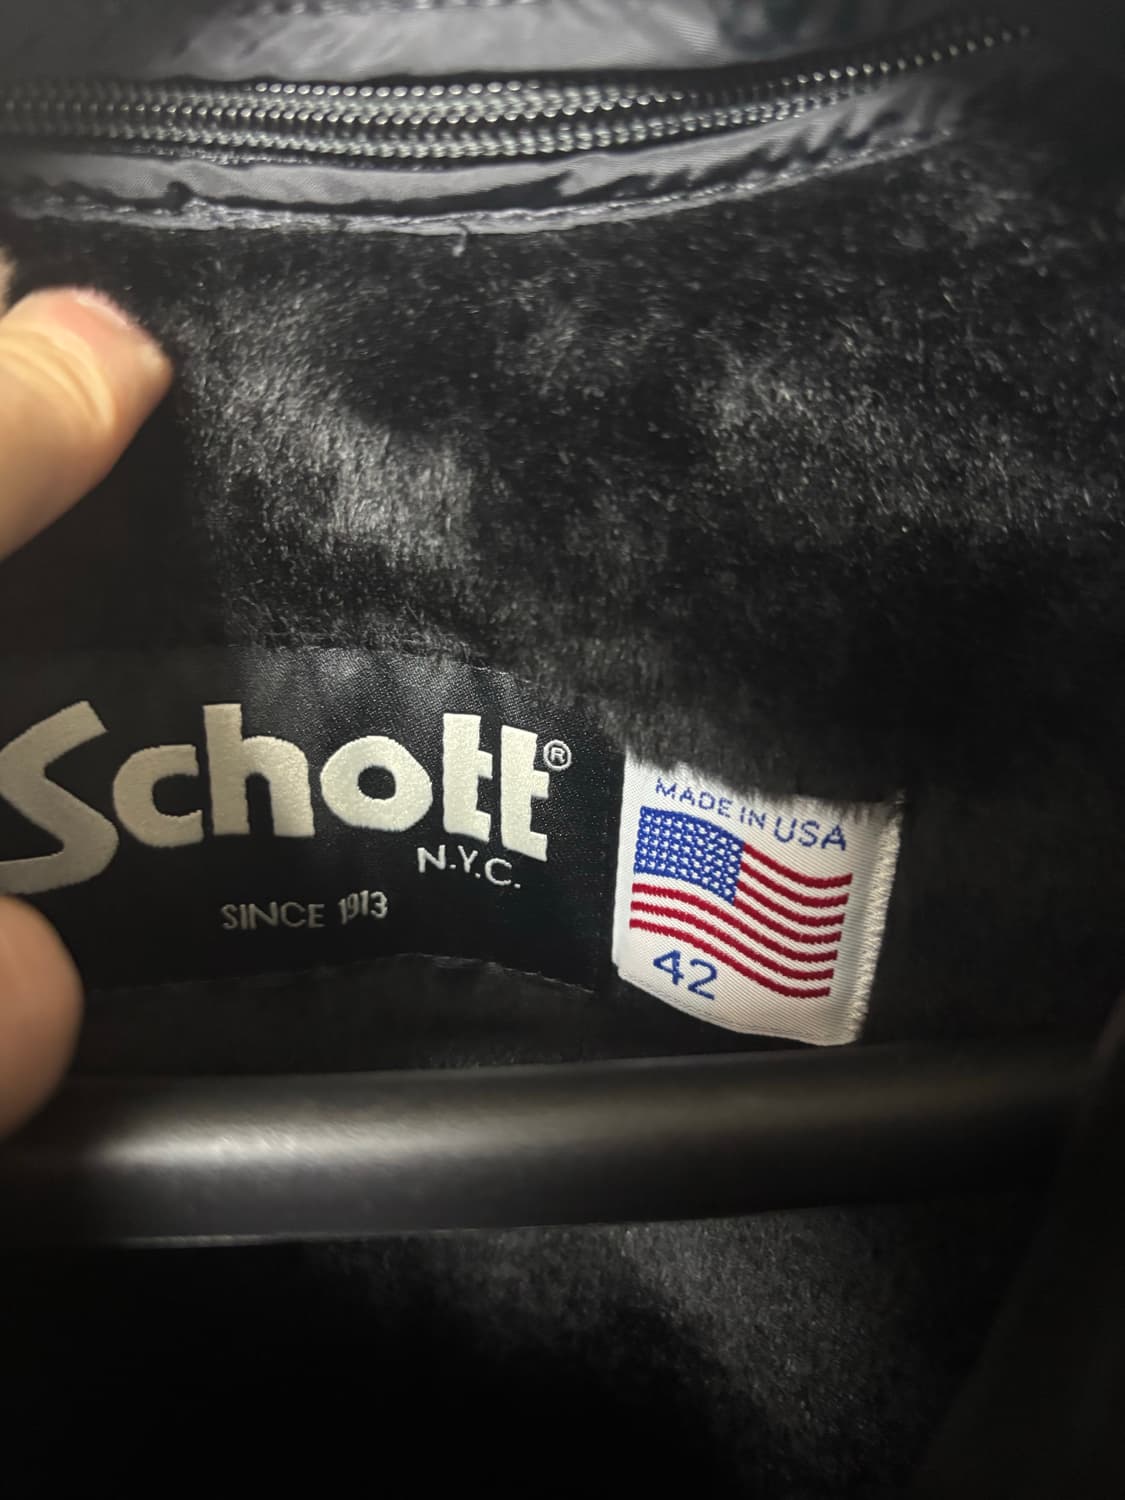 Schott®
N.Y.C.
SINCE 1913
MADE IN USA
42